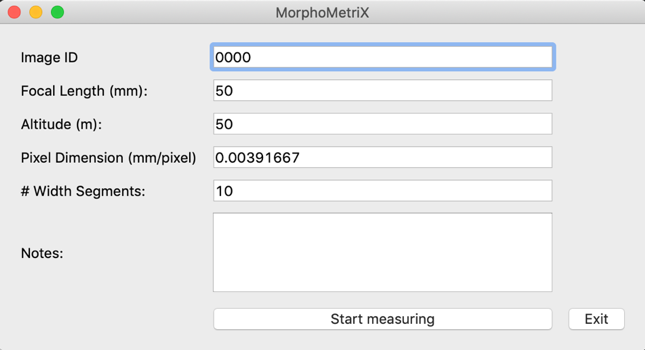 MorphoMetriX
Image ID 0000
Focal Length (mm): 50
Altitude (m): 50
Pixel Dimension (mm/pixel) 0.00391667
# Width Segments: 10
Notes:
Start measuring Exit